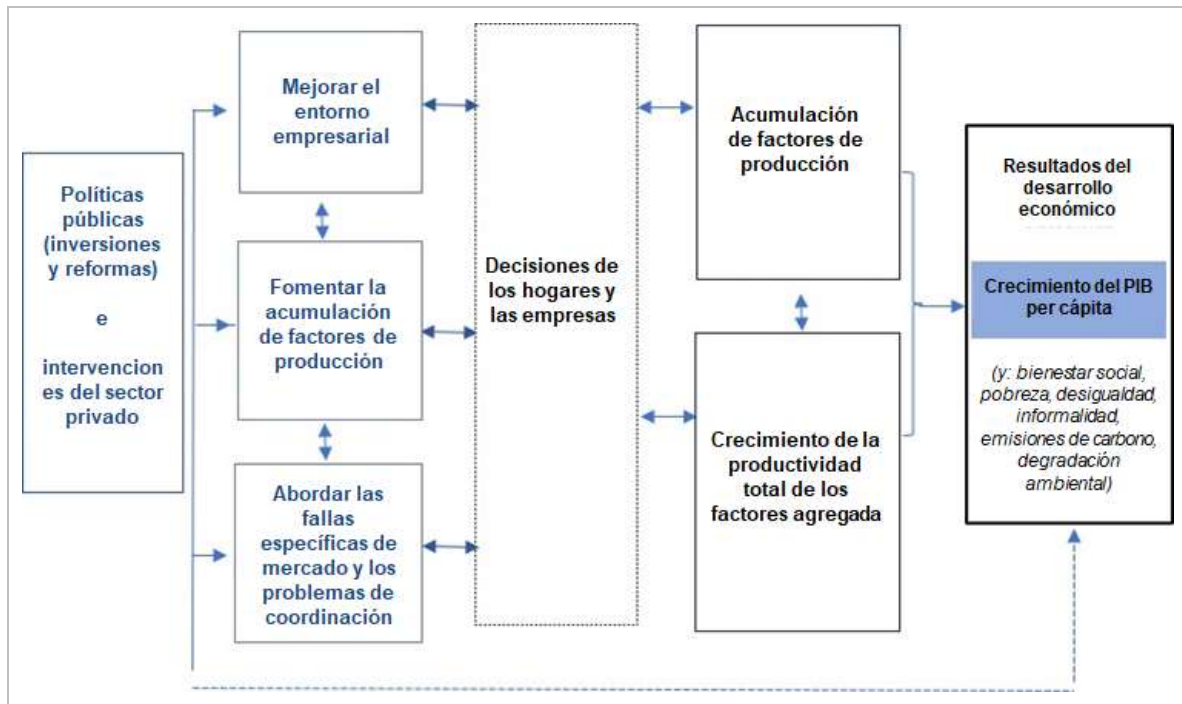 Políticas
públicas
(inversiones
y reformas)
e
intervencion
es del sector
privado
Mejorar el
entorno
empresarial
Fomentar la
acumulación
de factores de
producción
Abordar las
fallas
específicas de
mercado y los
problemas de
coordinación
Decisiones de
los hogares y
las empresas
Acumulación
de factores de
producción
Crecimiento de la
productividad
total de los
factores agregada
Resultados del
desarrollo
económico
Crecimiento del PIB
per cápita
(y: bienestar social,
pobreza, desigualdad,
informalidad,
emisiones de carbono,
degradación
ambiental)